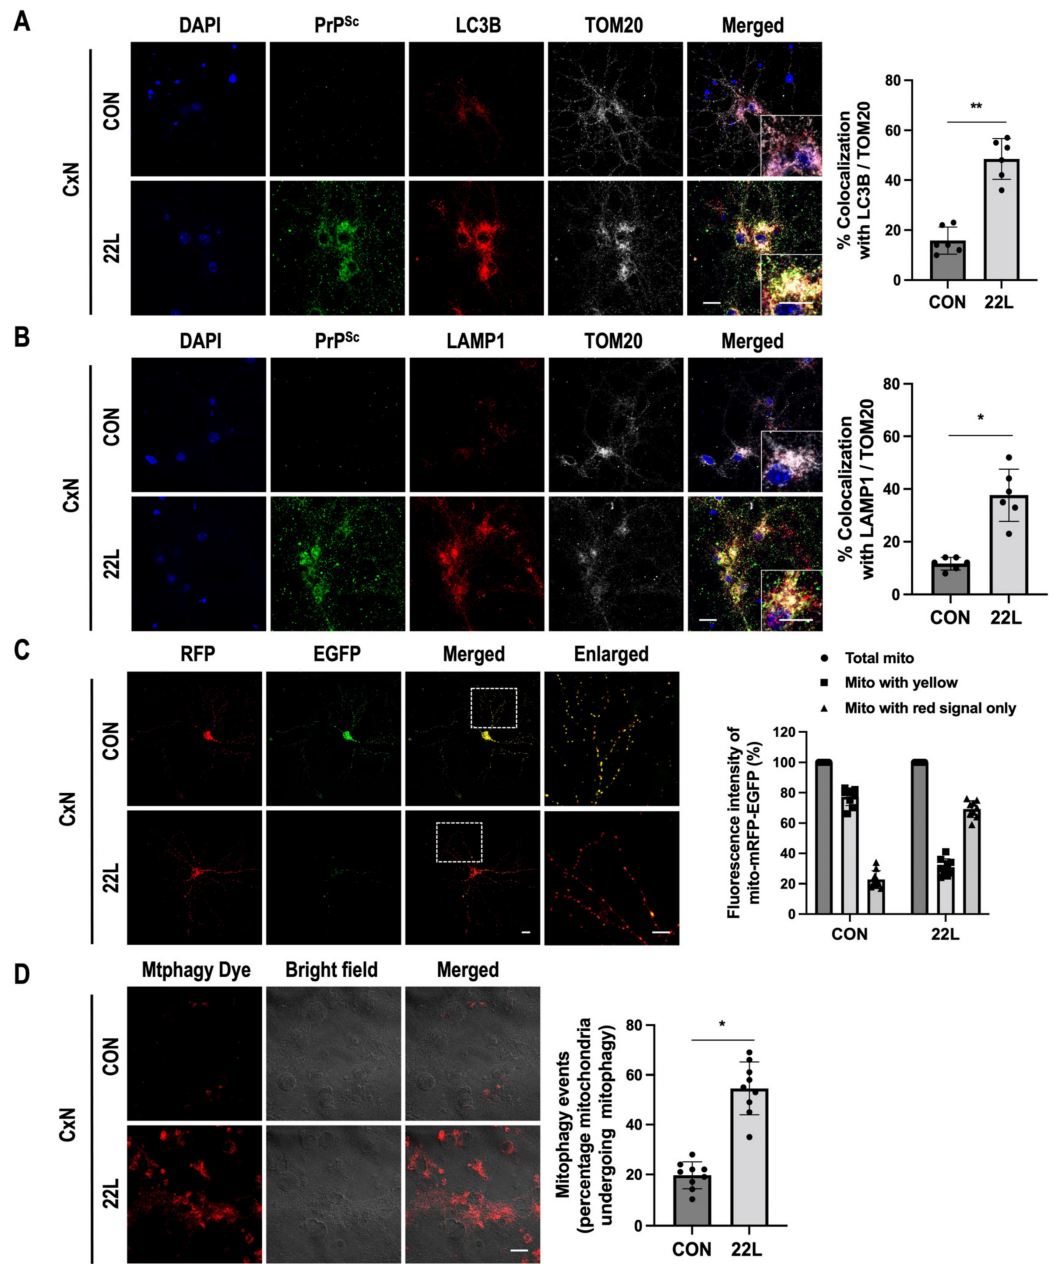 A
DAPI PrPSc LC3B TOM20 Merged
CxN
CON
22L
% Colocalization
with LC3B / TOM20
80
60
40
20
0
**
CON 22L
B
DAPI PrPSc LAMP1 TOM20 Merged
CxN
CON
22L
% Colocalization
with LAMP1 / TOM20
80
60
40
20
0
*
CON 22L
C
RFP EGFP Merged Enlarged
CxN
CON
22L
Total mito
Mito with yellow
Mito with red signal only
Fluorescence intensity of
mito-mRFP-EGFP (%)
120
100
80
60
40
20
0
CON 22L
D
Mtphagy Dye Bright field Merged
CxN
CON
22L
Mitophagy events
(percentage mitochondria
undergoing mitophagy)
80
60
40
20
0
*
CON 22L